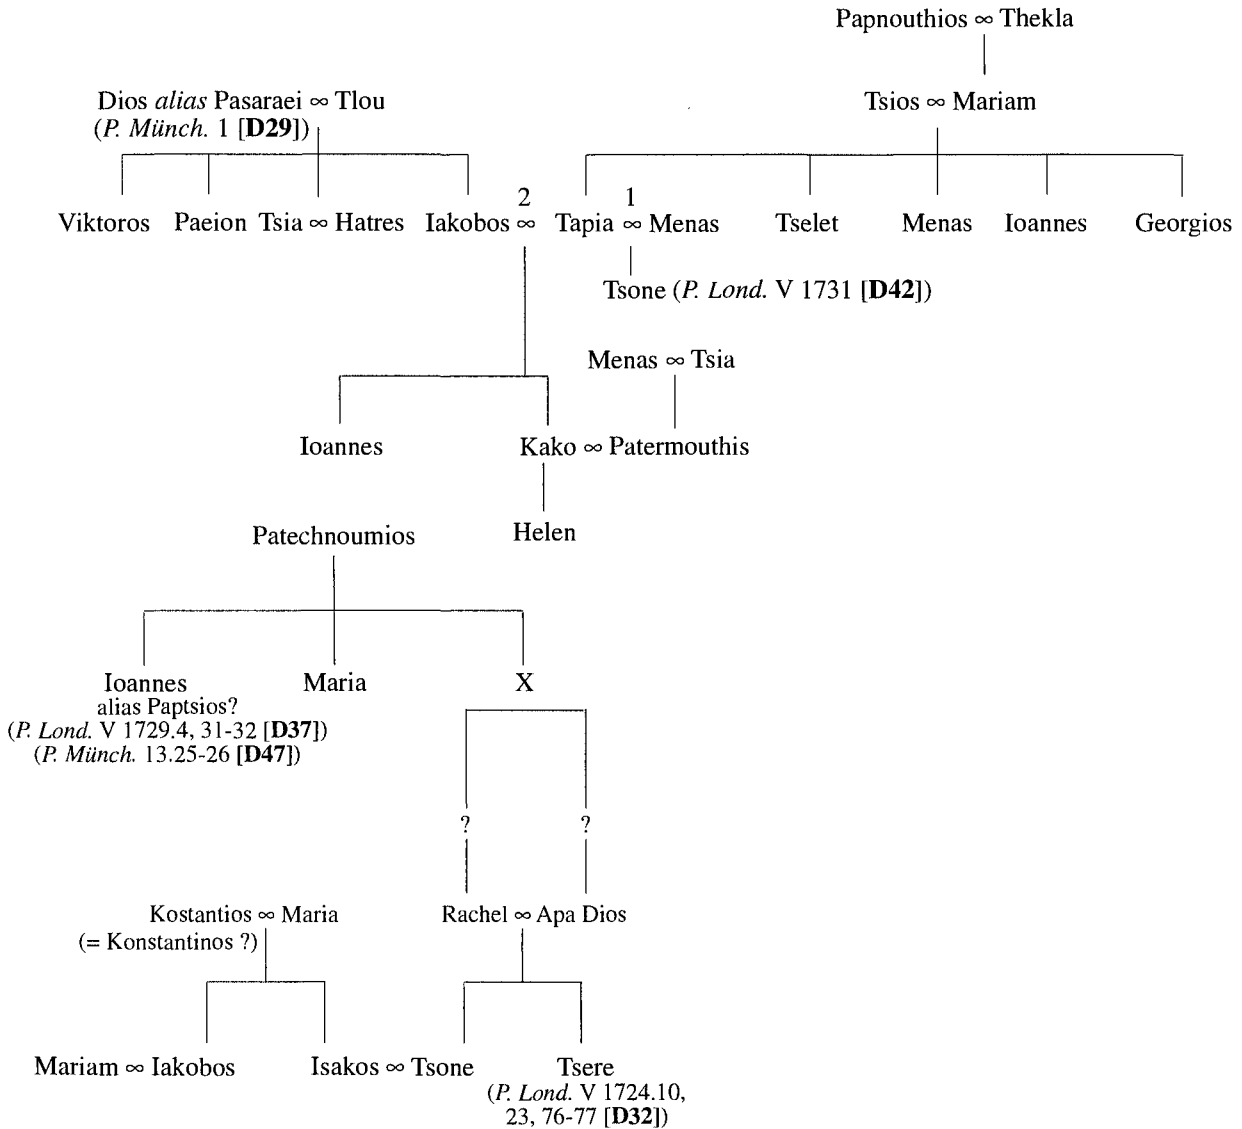 Papnouthios ∞ Thekla
Dios alias Pasaraei ∞ Tlou
Tsios ∞ Mariam
(P. Münch. 1 [D29])
2
1
Viktoros Paeion Tsia ∞ Hatres Iakobos ∞ Tapia ∞ Menas Tselet Menas Ioannes Georgios
Tsone (P. Lond. V 1731 [D42])
Menas ∞ Tsia
Ioannes Kako ∞ Patermouthis
Patechnoumios Helen
Ioannes Maria X
alias Paptsios?
(P. Lond. V 1729.4, 31-32 [D37])
(P. Münch. 13.25-26 [D47])
? ?
Kostantios ∞ Maria Rachel ∞ Apa Dios
(= Konstantinos ?)
Mariam ∞ Iakobos Isakos ∞ Tsone Tsere
(P. Lond. V 1724.10,
23, 76-77 [D32])